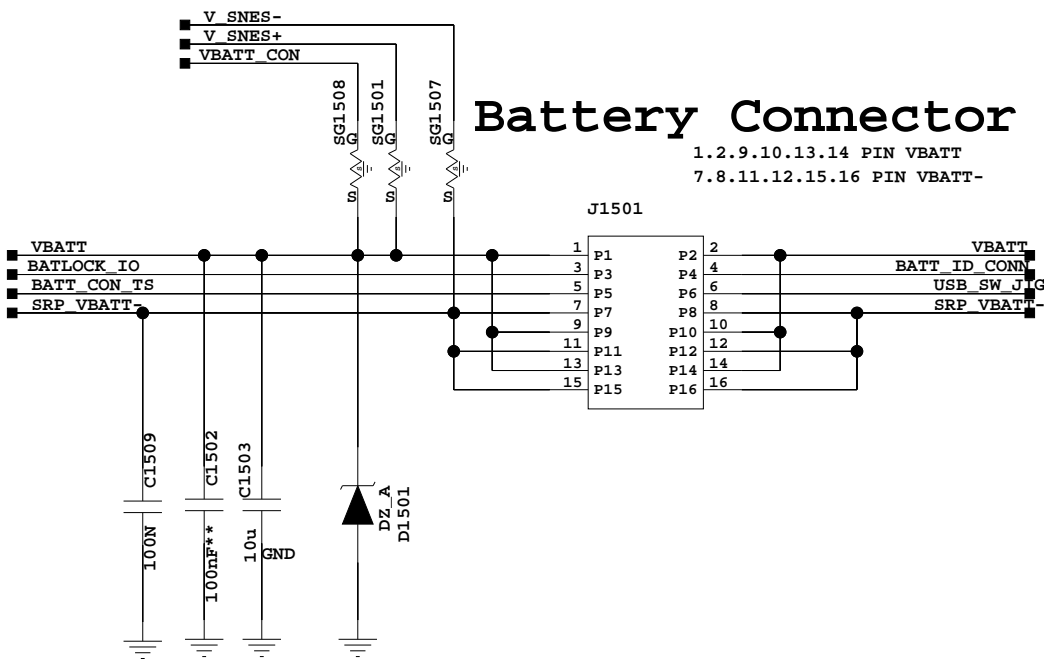 V_SNES-
V_SNES+
VBATT_CON
SG1508
SG1501
SG1507
G
G
G
S
S
S
S
S
S
Battery Connector
1.2.9.10.13.14 PIN VBATT
7.8.11.12.15.16 PIN VBATT-
J1501
VBATT 1 P1 P2 2 VBATT
BATLOCK_IO 3 P3 P4 4 BATT_ID_CONN
BATT_CON_TS 5 P5 P6 6 USB_SW_JIG
SRP_VBATT- 7 P7 P8 8 SRP_VBATT-
9 P9 P10 10
11 P11 P12 12
13 P13 P14 14
15 P15 P16 16
C1509
100N
C1502
100nF**
C1503
10u
GND
DZ_A
D1501